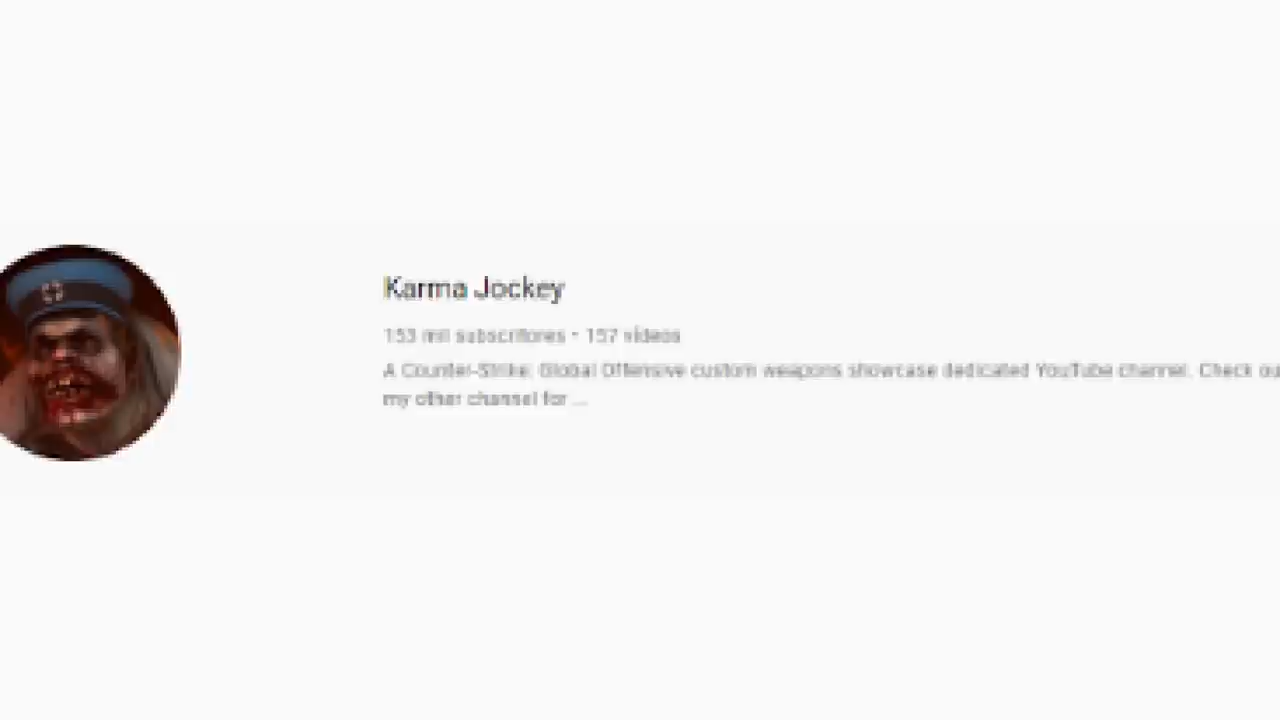 Karma Jockey
153 mil subscritores • 157 vídeos
A Counter-Strike: Global Offensive custom weapons showcase dedicated YouTube channel. Check ou
my other channel for ...